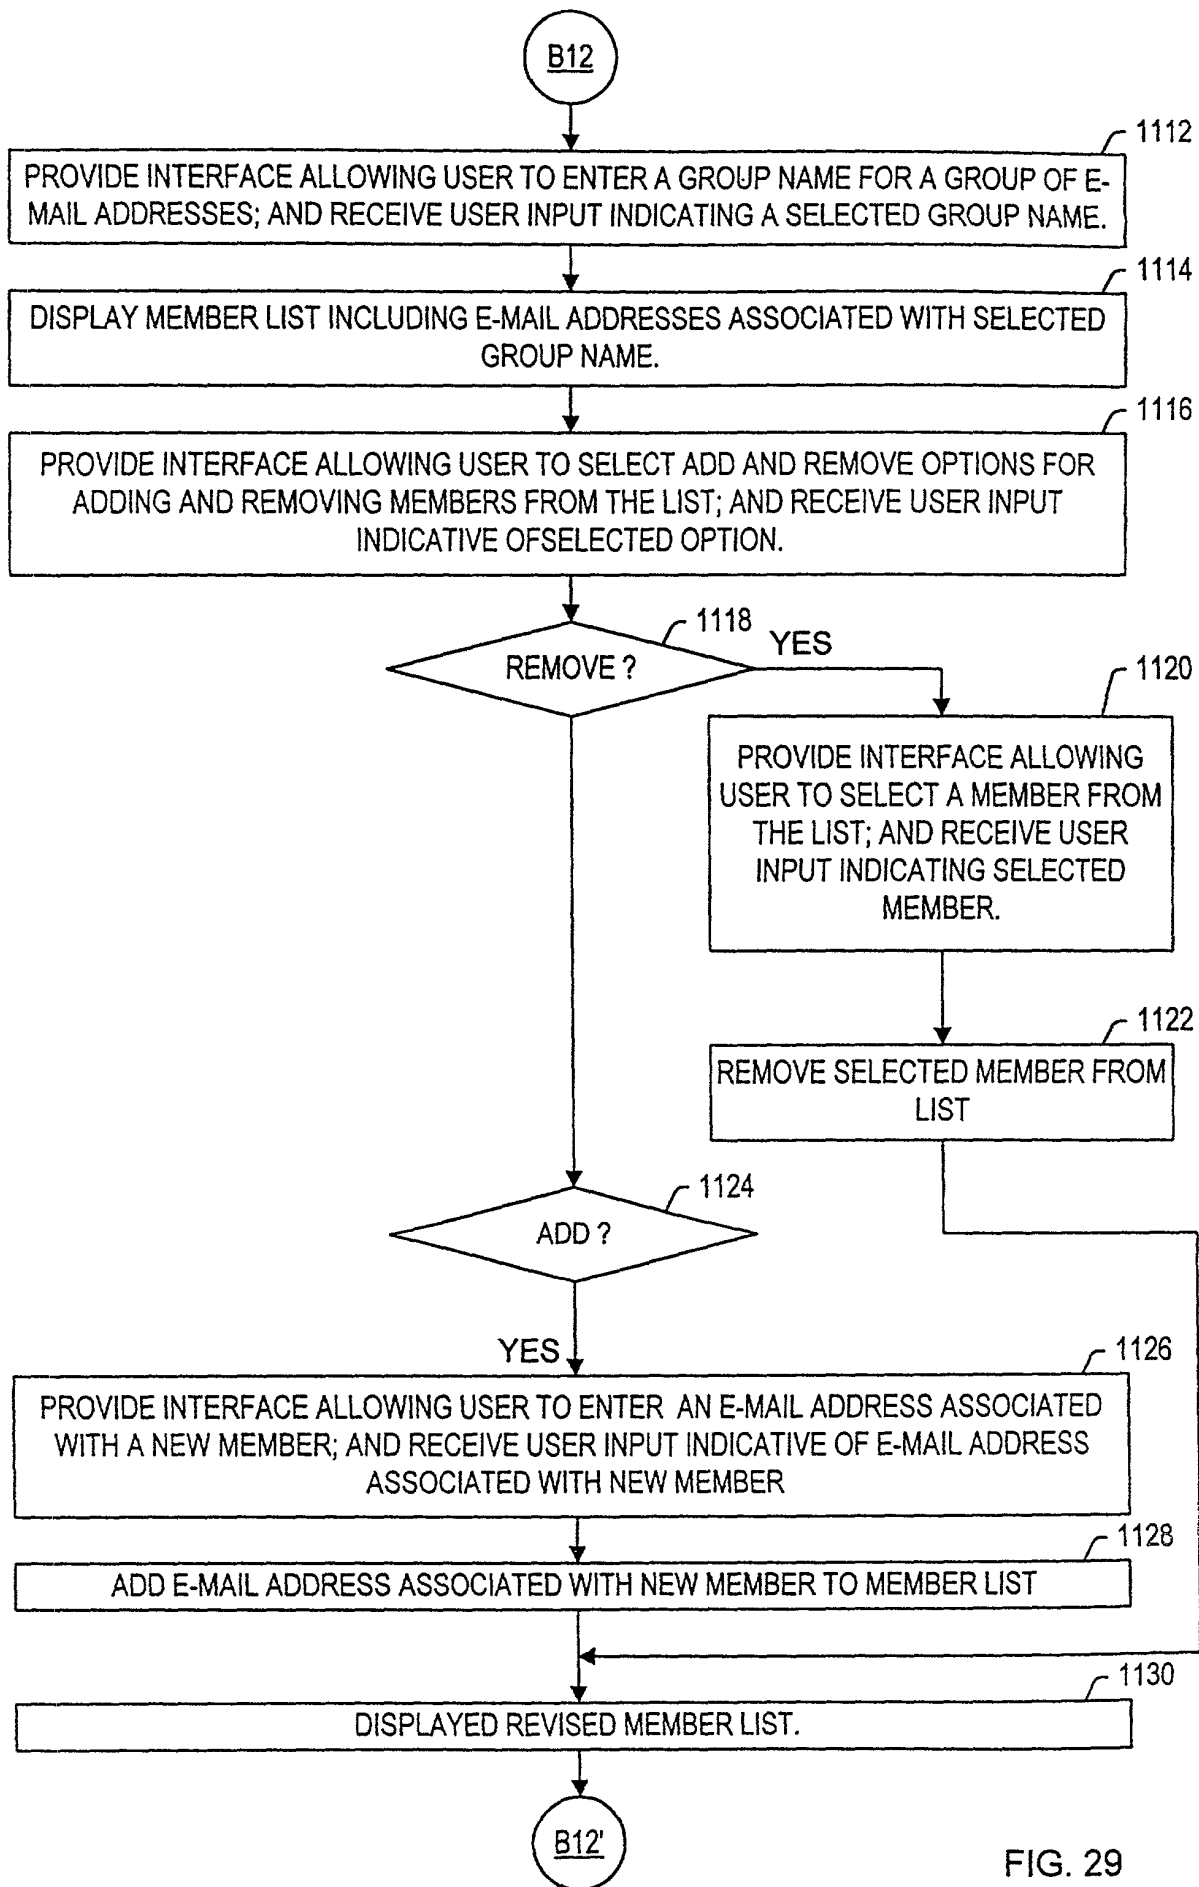 B12
1112
PROVIDE INTERFACE ALLOWING USER TO ENTER A GROUP NAME FOR A GROUP OF E-
MAIL ADDRESSES; AND RECEIVE USER INPUT INDICATING A SELECTED GROUP NAME.
1114
DISPLAY MEMBER LIST INCLUDING E-MAIL ADDRESSES ASSOCIATED WITH SELECTED
GROUP NAME.
1116
PROVIDE INTERFACE ALLOWING USER TO SELECT ADD AND REMOVE OPTIONS FOR
ADDING AND REMOVING MEMBERS FROM THE LIST; AND RECEIVE USER INPUT
INDICATIVE OFSELECTED OPTION.
1118
REMOVE ?
YES
1120
PROVIDE INTERFACE ALLOWING
USER TO SELECT A MEMBER FROM
THE LIST; AND RECEIVE USER
INPUT INDICATING SELECTED
MEMBER.
1122
REMOVE SELECTED MEMBER FROM
LIST
1124
ADD ?
YES
1126
PROVIDE INTERFACE ALLOWING USER TO ENTER AN E-MAIL ADDRESS ASSOCIATED
WITH A NEW MEMBER; AND RECEIVE USER INPUT INDICATIVE OF E-MAIL ADDRESS
ASSOCIATED WITH NEW MEMBER
1128
ADD E-MAIL ADDRESS ASSOCIATED WITH NEW MEMBER TO MEMBER LIST
1130
DISPLAYED REVISED MEMBER LIST.
B12'
FIG. 29